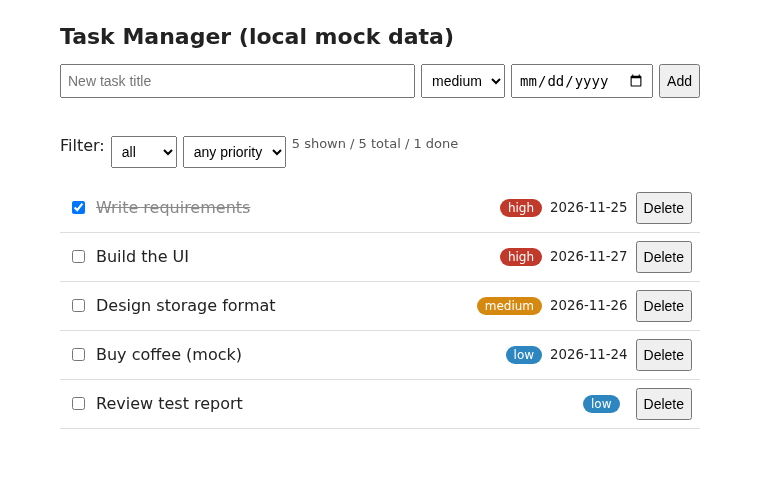 Task Manager (local mock data)
New task title medium mm/dd/yyyy Add
Filter: all any priority 5 shown / 5 total / 1 done
Write requirements high 2026-11-25 Delete
Build the UI high 2026-11-27 Delete
Design storage format medium 2026-11-26 Delete
Buy coffee (mock) low 2026-11-24 Delete
Review test report low Delete